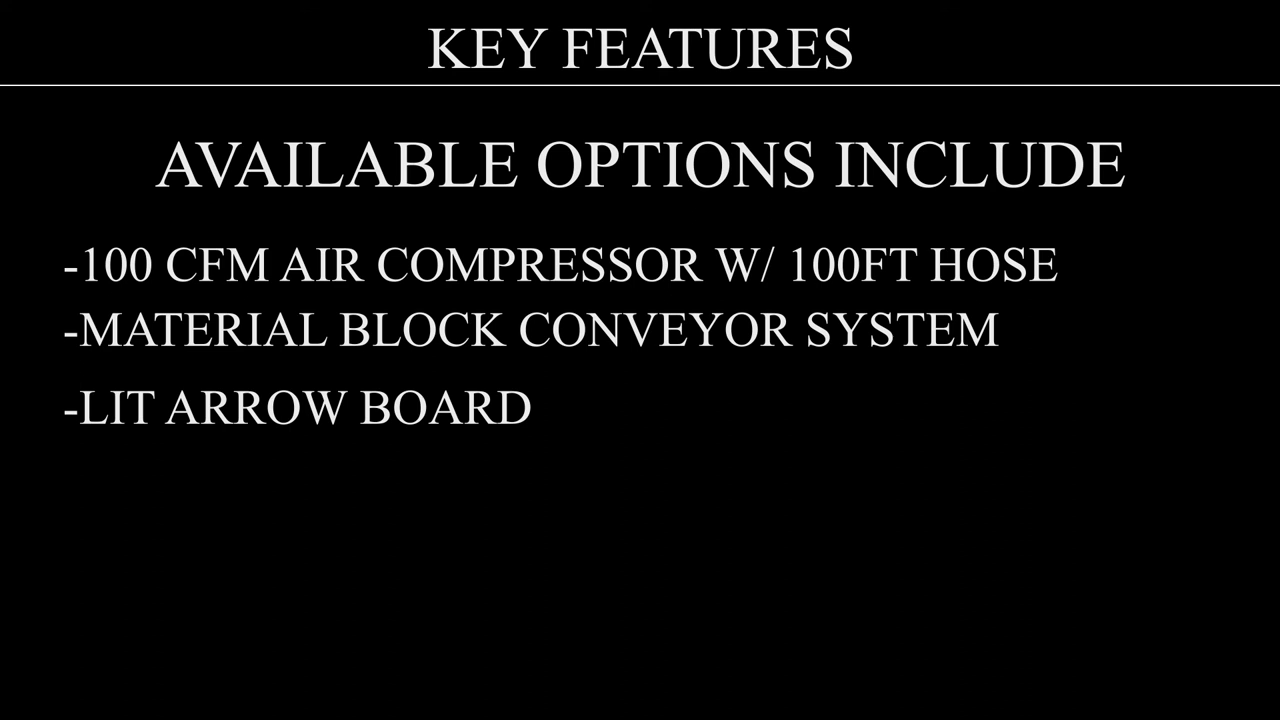 KEY FEATURES
AVAILABLE OPTIONS INCLUDE
-100 CFM AIR COMPRESSOR W/ 100FT HOSE
-MATERIAL BLOCK CONVEYOR SYSTEM
-LIT ARROW BOARD